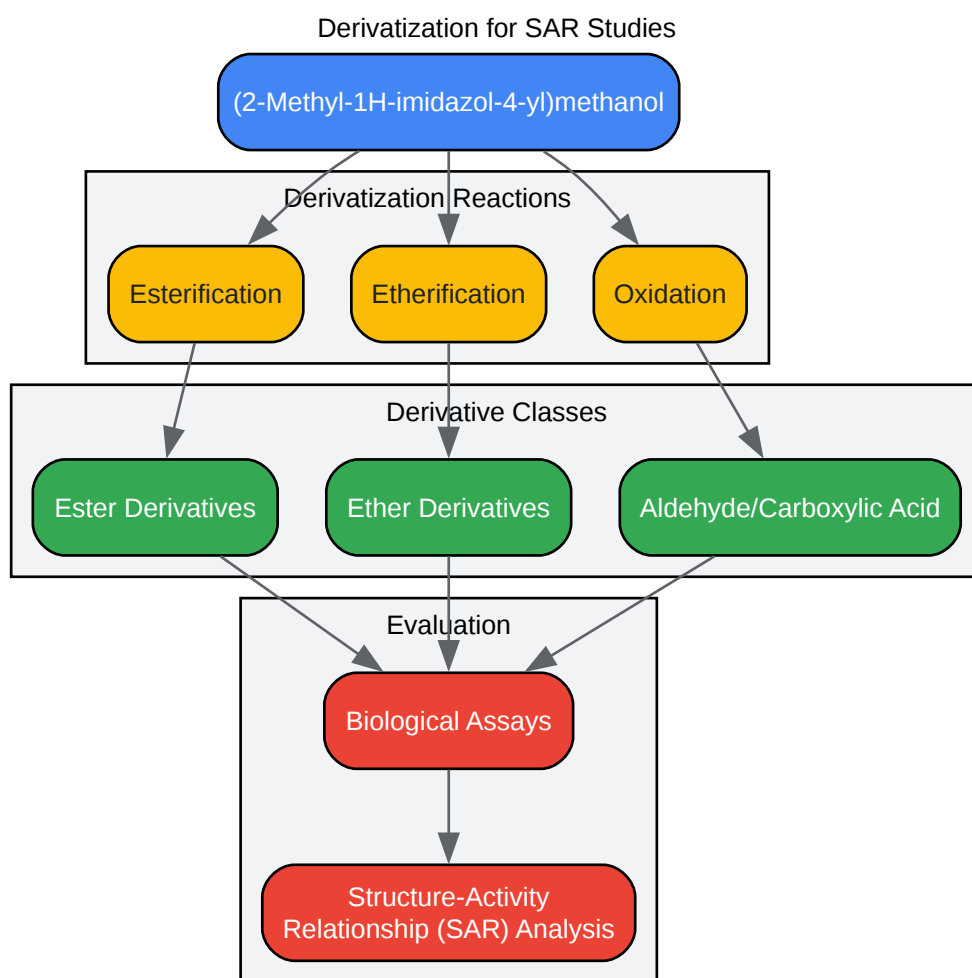 Derivatization for SAR Studies
(2-Methyl-1H-imidazol-4-yl)methanol
Derivatization Reactions
Esterification
Etherification
Oxidation
Derivative Classes
Ester Derivatives
Ether Derivatives
Aldehyde/Carboxylic Acid
Evaluation
Biological Assays
Structure-Activity
Relationship (SAR) Analysis